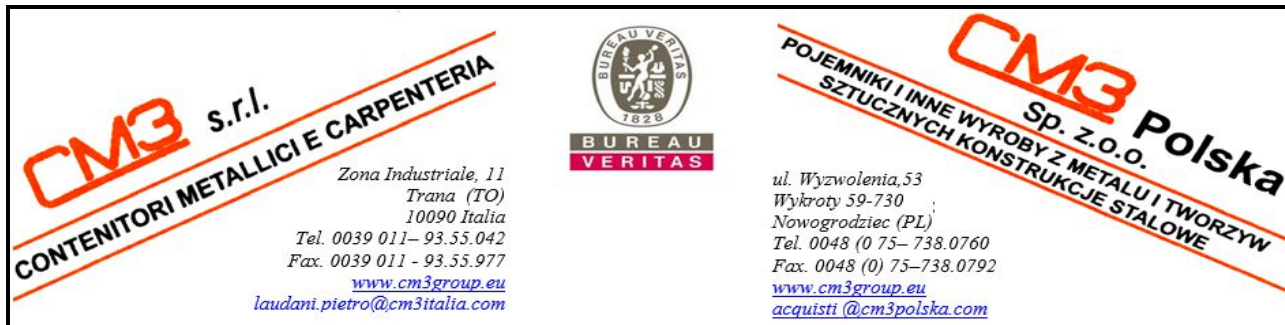 CM3 s.r.l.
CONTENITORI METALLICI E CARPENTERIA
Zona Industriale, 11
Trana (TO)
10090 Italia
Tel. 0039 011– 93.55.042
Fax. 0039 011 - 93.55.977
www.cm3group.eu
laudani.pietro@cm3italia.com
BUREAU VERITAS
1828
BUREAU
VERITAS
CM3 Polska
Sp. z.o.o.
POJEMNIKI I INNE WYROBY Z METALU I TWORZYW
SZTUCZNYCH KONSTRUKCJE STALOWE
ul. Wyzwolenia,53
Wykroty 59-730 ;
Nowogrodziec (PL)
Tel. 0048 (0 75– 738.0760
Fax. 0048 (0) 75–738.0792
www.cm3group.eu
acquisti @cm3polska.com